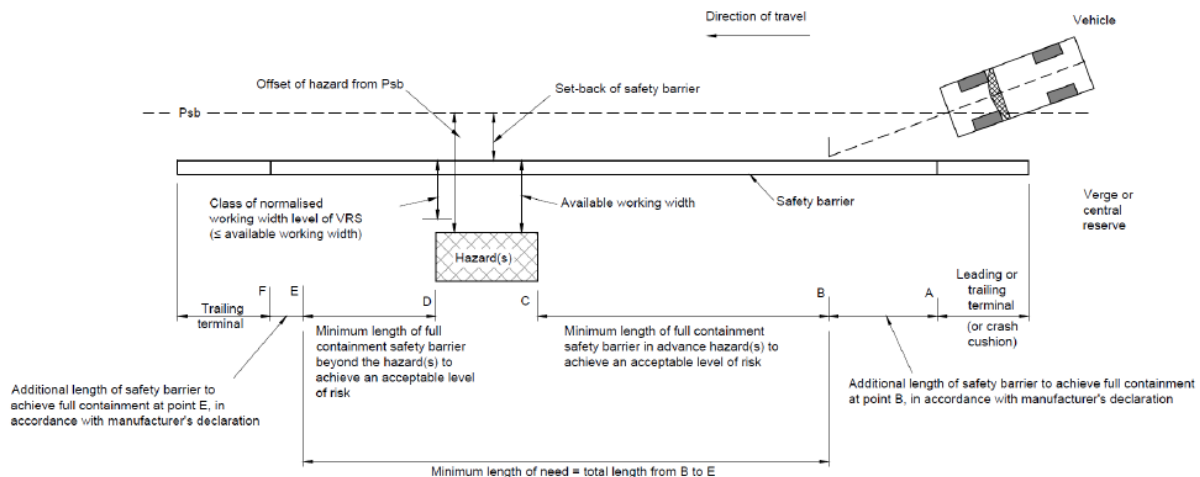 Direction of travel
Vehicle
Offset of hazard from Psb
Set-back of safety barrier
Psb
Class of normalised
working width level of VRS
(≤ available working width)
Available working width
Safety barrier
Verge or
central
reserve
Hazard(s)
F
E
D
C
B
A
Trailing
terminal
Minimum length of full
containment safety barrier
beyond the hazard(s) to
achieve an acceptable level
of risk
Minimum length of full containment
safety barrier in advance hazard(s) to
achieve an acceptable level of risk
Leading or
trailing
terminal
(or crash
cushion)
Additional length of safety barrier to
achieve full containment at point E, in
accordance with manufacturer's declaration
Additional length of safety barrier to achieve full containment
at point B, in accordance with manufacturer's declaration
Minimum length of need = total length from B to E